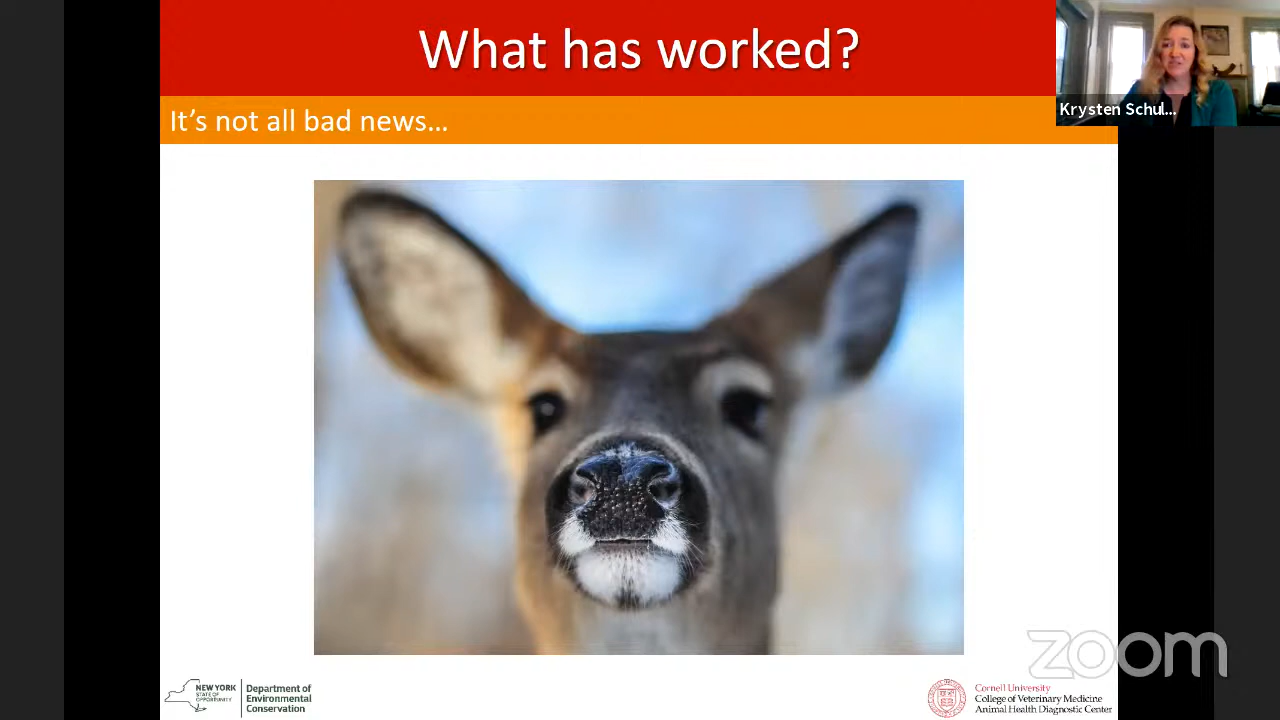 What has worked?
It's not all bad news...
Krysten Schul...
zoom
NEW YORK
STATE OF
OPPORTUNITY
Department of
Environmental
Conservation
Cornell University
College of Veterinary Medicine
Animal Health Diagnostic Center